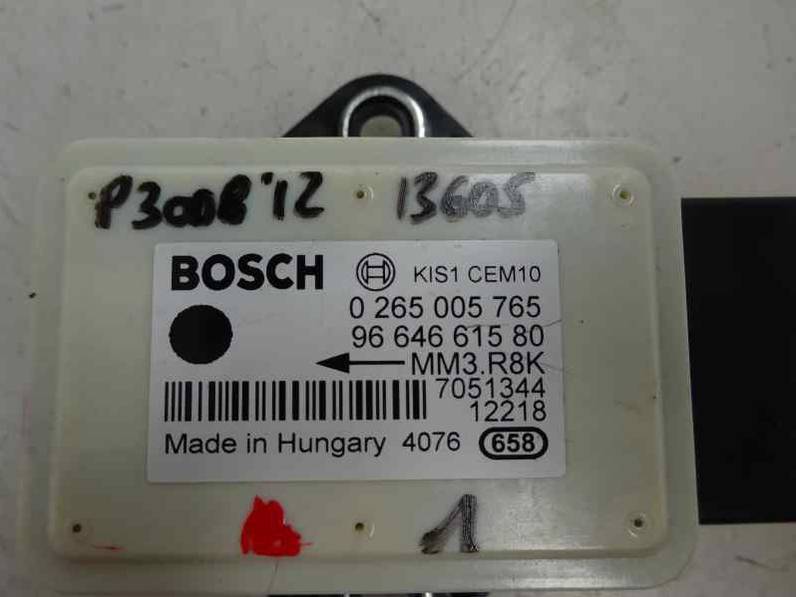 P3008'12 13605
BOSCH KIS1 CEM10
0 265 005 765
96 646 615 80
MM3.R8K
7051344
12218
Made in Hungary 4076 658
1